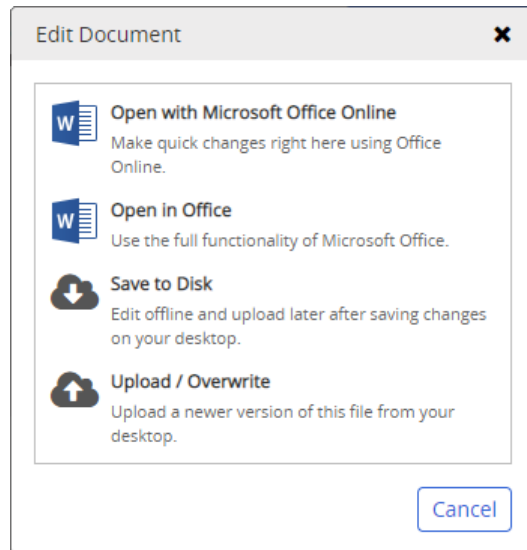 Edit Document
Open with Microsoft Office Online
Make quick changes right here using Office
Online.
Open in Office
Use the full functionality of Microsoft Office.
Save to Disk
Edit offline and upload later after saving changes
on your desktop.
Upload / Overwrite
Upload a newer version of this file from your
desktop.
Cancel